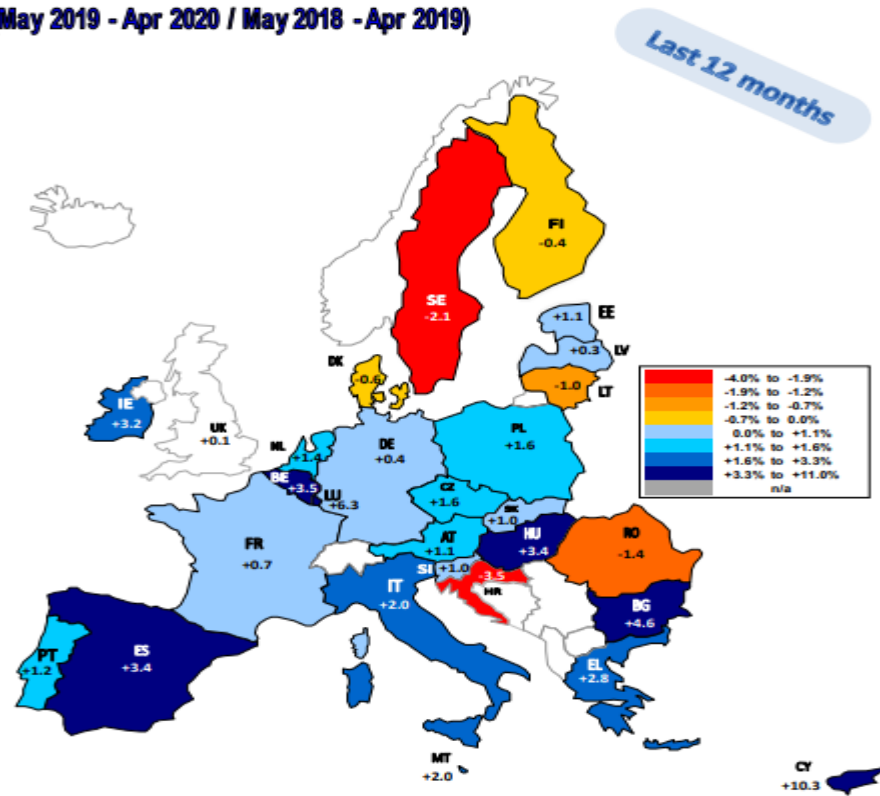 May 2019 - Apr 2020 / May 2018 - Apr 2019)
Last 12 months
FI
-0.4
SE
-2.1
+1.1 EE
+0.3 LV
DK
-0.6
-1.0 LT
-4.0% to -1.9%
-1.9% to -1.2%
-1.2% to -0.7%
-0.7% to 0.0%
0.0% to +1.1%
+1.1% to +1.6%
+1.6% to +3.3%
+3.3% to +11.0%
n/a
IE
+3.2
UK
+0.1
NL
+1.4
DE
+0.4
PL
+1.6
BE
+3.5
LU
+6.3
CZ
+1.6
SK
+1.0
FR
+0.7
AT
+1.1
HU
+3.4
RO
-1.4
SI +1.0
-3.5
HR
IT
+2.0
BG
+4.6
PT
+1.2
ES
+3.4
EL
+2.8
MT
+2.0
CY
+10.3